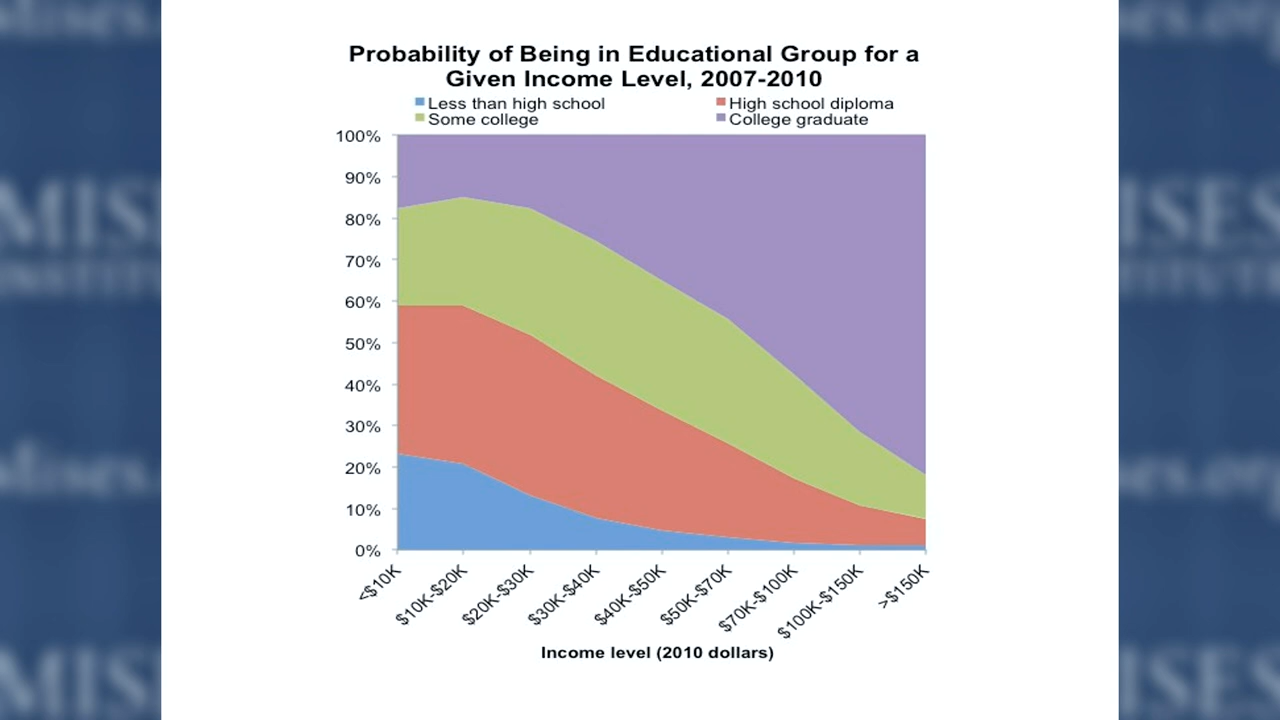 Probability of Being in Educational Group for a
Given Income Level, 2007-2010
Less than high school
High school diploma
Some college
College graduate
100%
90%
80%
70%
60%
50%
40%
30%
20%
10%
0%
<$10K
$10K-$20K
$20K-$30K
$30K-$40K
$40K-$50K
$50K-$70K
$70K-$100K
$100K-$150K
>$150K
Income level (2010 dollars)